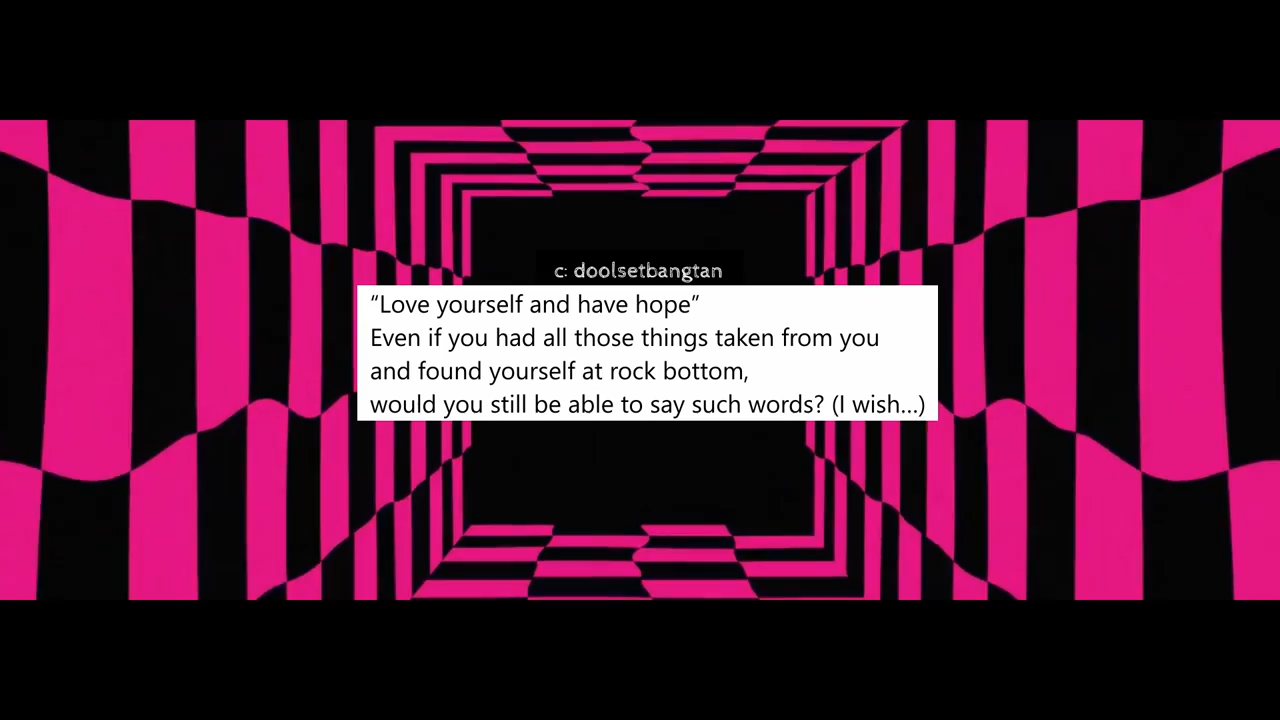 c: doolsetbangtan
“Love yourself and have hope”
Even if you had all those things taken from you
and found yourself at rock bottom,
would you still be able to say such words? (I wish...)